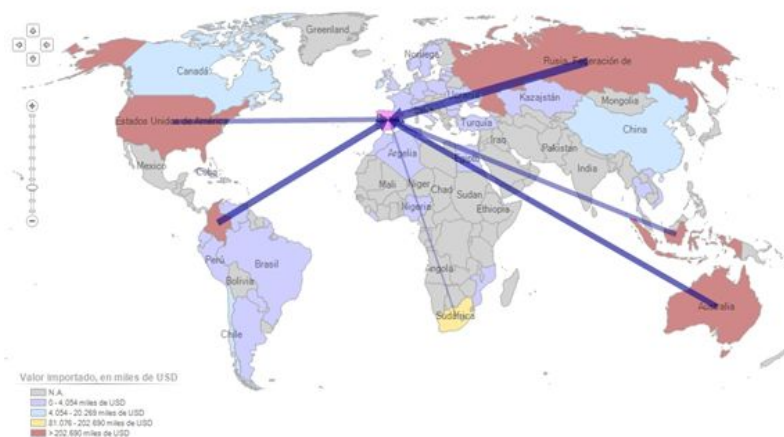 Greenland
Noruega
Rusia, Federación de
Canadá
Kazajstán
Mongolia
Estados Unidos de América
Turquía
China
Iraq
Pakistan
Mexico
Cuba
Argelia
Egipto
India
Mali
Niger
Chad
Sudan
Nigeria
Ethiopia
Perú
Brasil
Bolivia
Angola
Australia
Sudáfrica
Chile
Valor importado, en miles de USD
N.A.
0 - 4.054 miles de USD
4.054 - 20.269 miles de USD
81.076 - 202.690 miles de USD
> 202.690 miles de USD